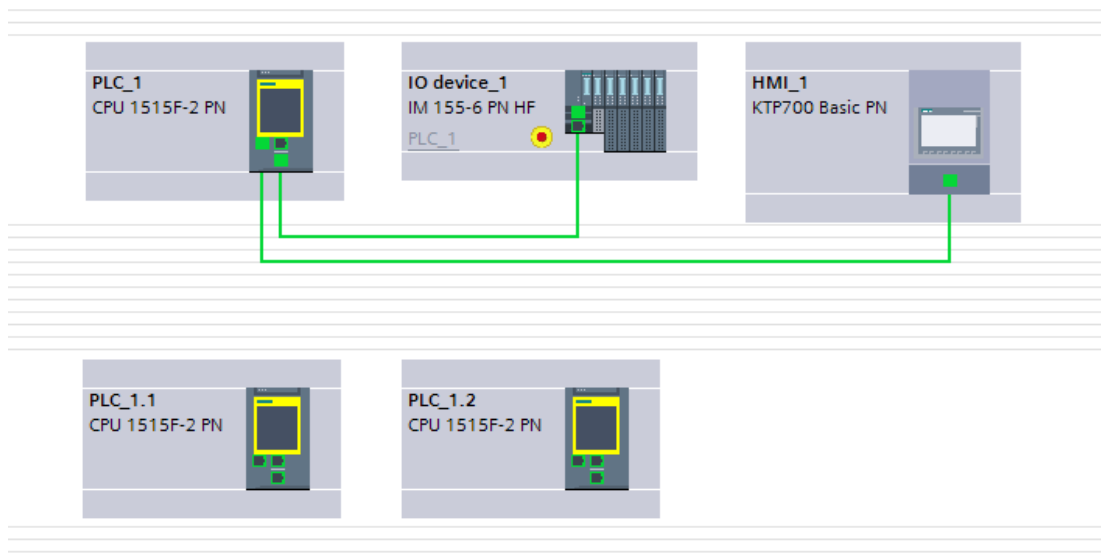 PLC_1
CPU 1515F-2 PN
IO device_1
IM 155-6 PN HF
PLC_1
HMI_1
KTP700 Basic PN
PLC_1.1
CPU 1515F-2 PN
PLC_1.2
CPU 1515F-2 PN